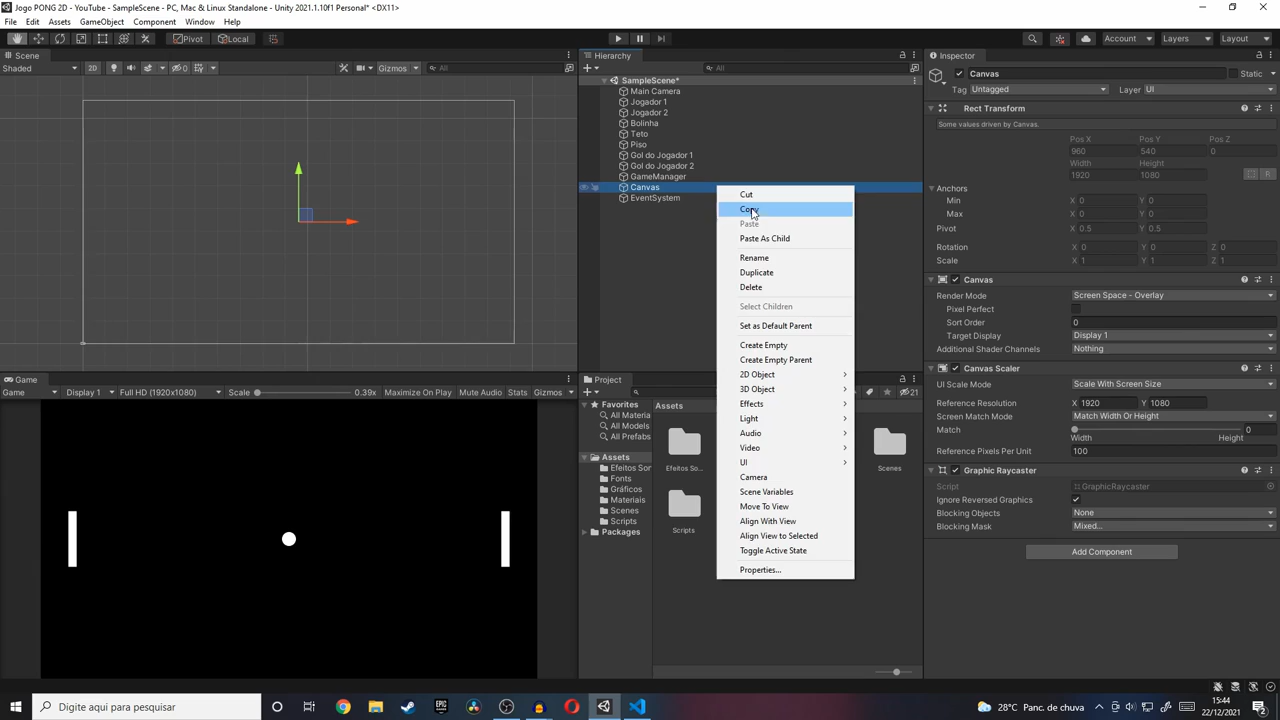 Jogo PONG 2D - YouTube - SampleScene - PC, Mac & Linux Standalone - Unity 2021.1.10f1 Personal* <DX11>
File Edit Assets GameObject Component Window Help
Pivot Local
Account Layers Layout
Scene
Shaded 2D 0 Gizmos All
Hierarchy
All
SampleScene*
Main Camera
Jogador 1
Jogador 2
Bolinha
Teto
Piso
Gol do Jogador 1
Gol do Jogador 2
GameManager
Canvas
EventSystem
Cut
Copy
Paste
Paste As Child
Rename
Duplicate
Delete
Select Children
Set as Default Parent
Create Empty
Create Empty Parent
2D Object
3D Object
Effects
Light
Audio
Video
UI
Camera
Scene Variables
Move To View
Align With View
Align View to Selected
Toggle Active State
Properties...
Game
Display 1 Full HD (1920x1080) Scale 0.39x Maximize On Play Mute Audio Stats Gizmos
Project
21
Favorites
All Materia
All Models
All Prefabs
Assets
Efeitos Sor
Fonts
Gráficos
Materiais
Scenes
Scripts
Packages
Assets
Efeitos So...
Scenes
Scripts
Inspector
Canvas Static
Tag Untagged Layer UI
Rect Transform
Some values driven by Canvas.
Pos X Pos Y Pos Z
960 540 0
Width Height
1920 1080
R
Anchors
Min X 0 Y 0
Max X 0 Y 0
Pivot X 0.5 Y 0.5
Rotation X 0 Y 0 Z 0
Scale X 1 Y 1 Z 1
Canvas
Render Mode Screen Space - Overlay
Pixel Perfect
Sort Order 0
Target Display Display 1
Additional Shader Channels Nothing
Canvas Scaler
UI Scale Mode Scale With Screen Size
Reference Resolution X 1920 Y 1080
Screen Match Mode Match Width Or Height
Match 0
Width Height
Reference Pixels Per Unit 100
Graphic Raycaster
Script GraphicRaycaster
Ignore Reversed Graphics
Blocking Objects None
Blocking Mask Mixed...
Add Component
Digite aqui para pesquisar
28°C Panc. de chuva
15:44
22/12/2021